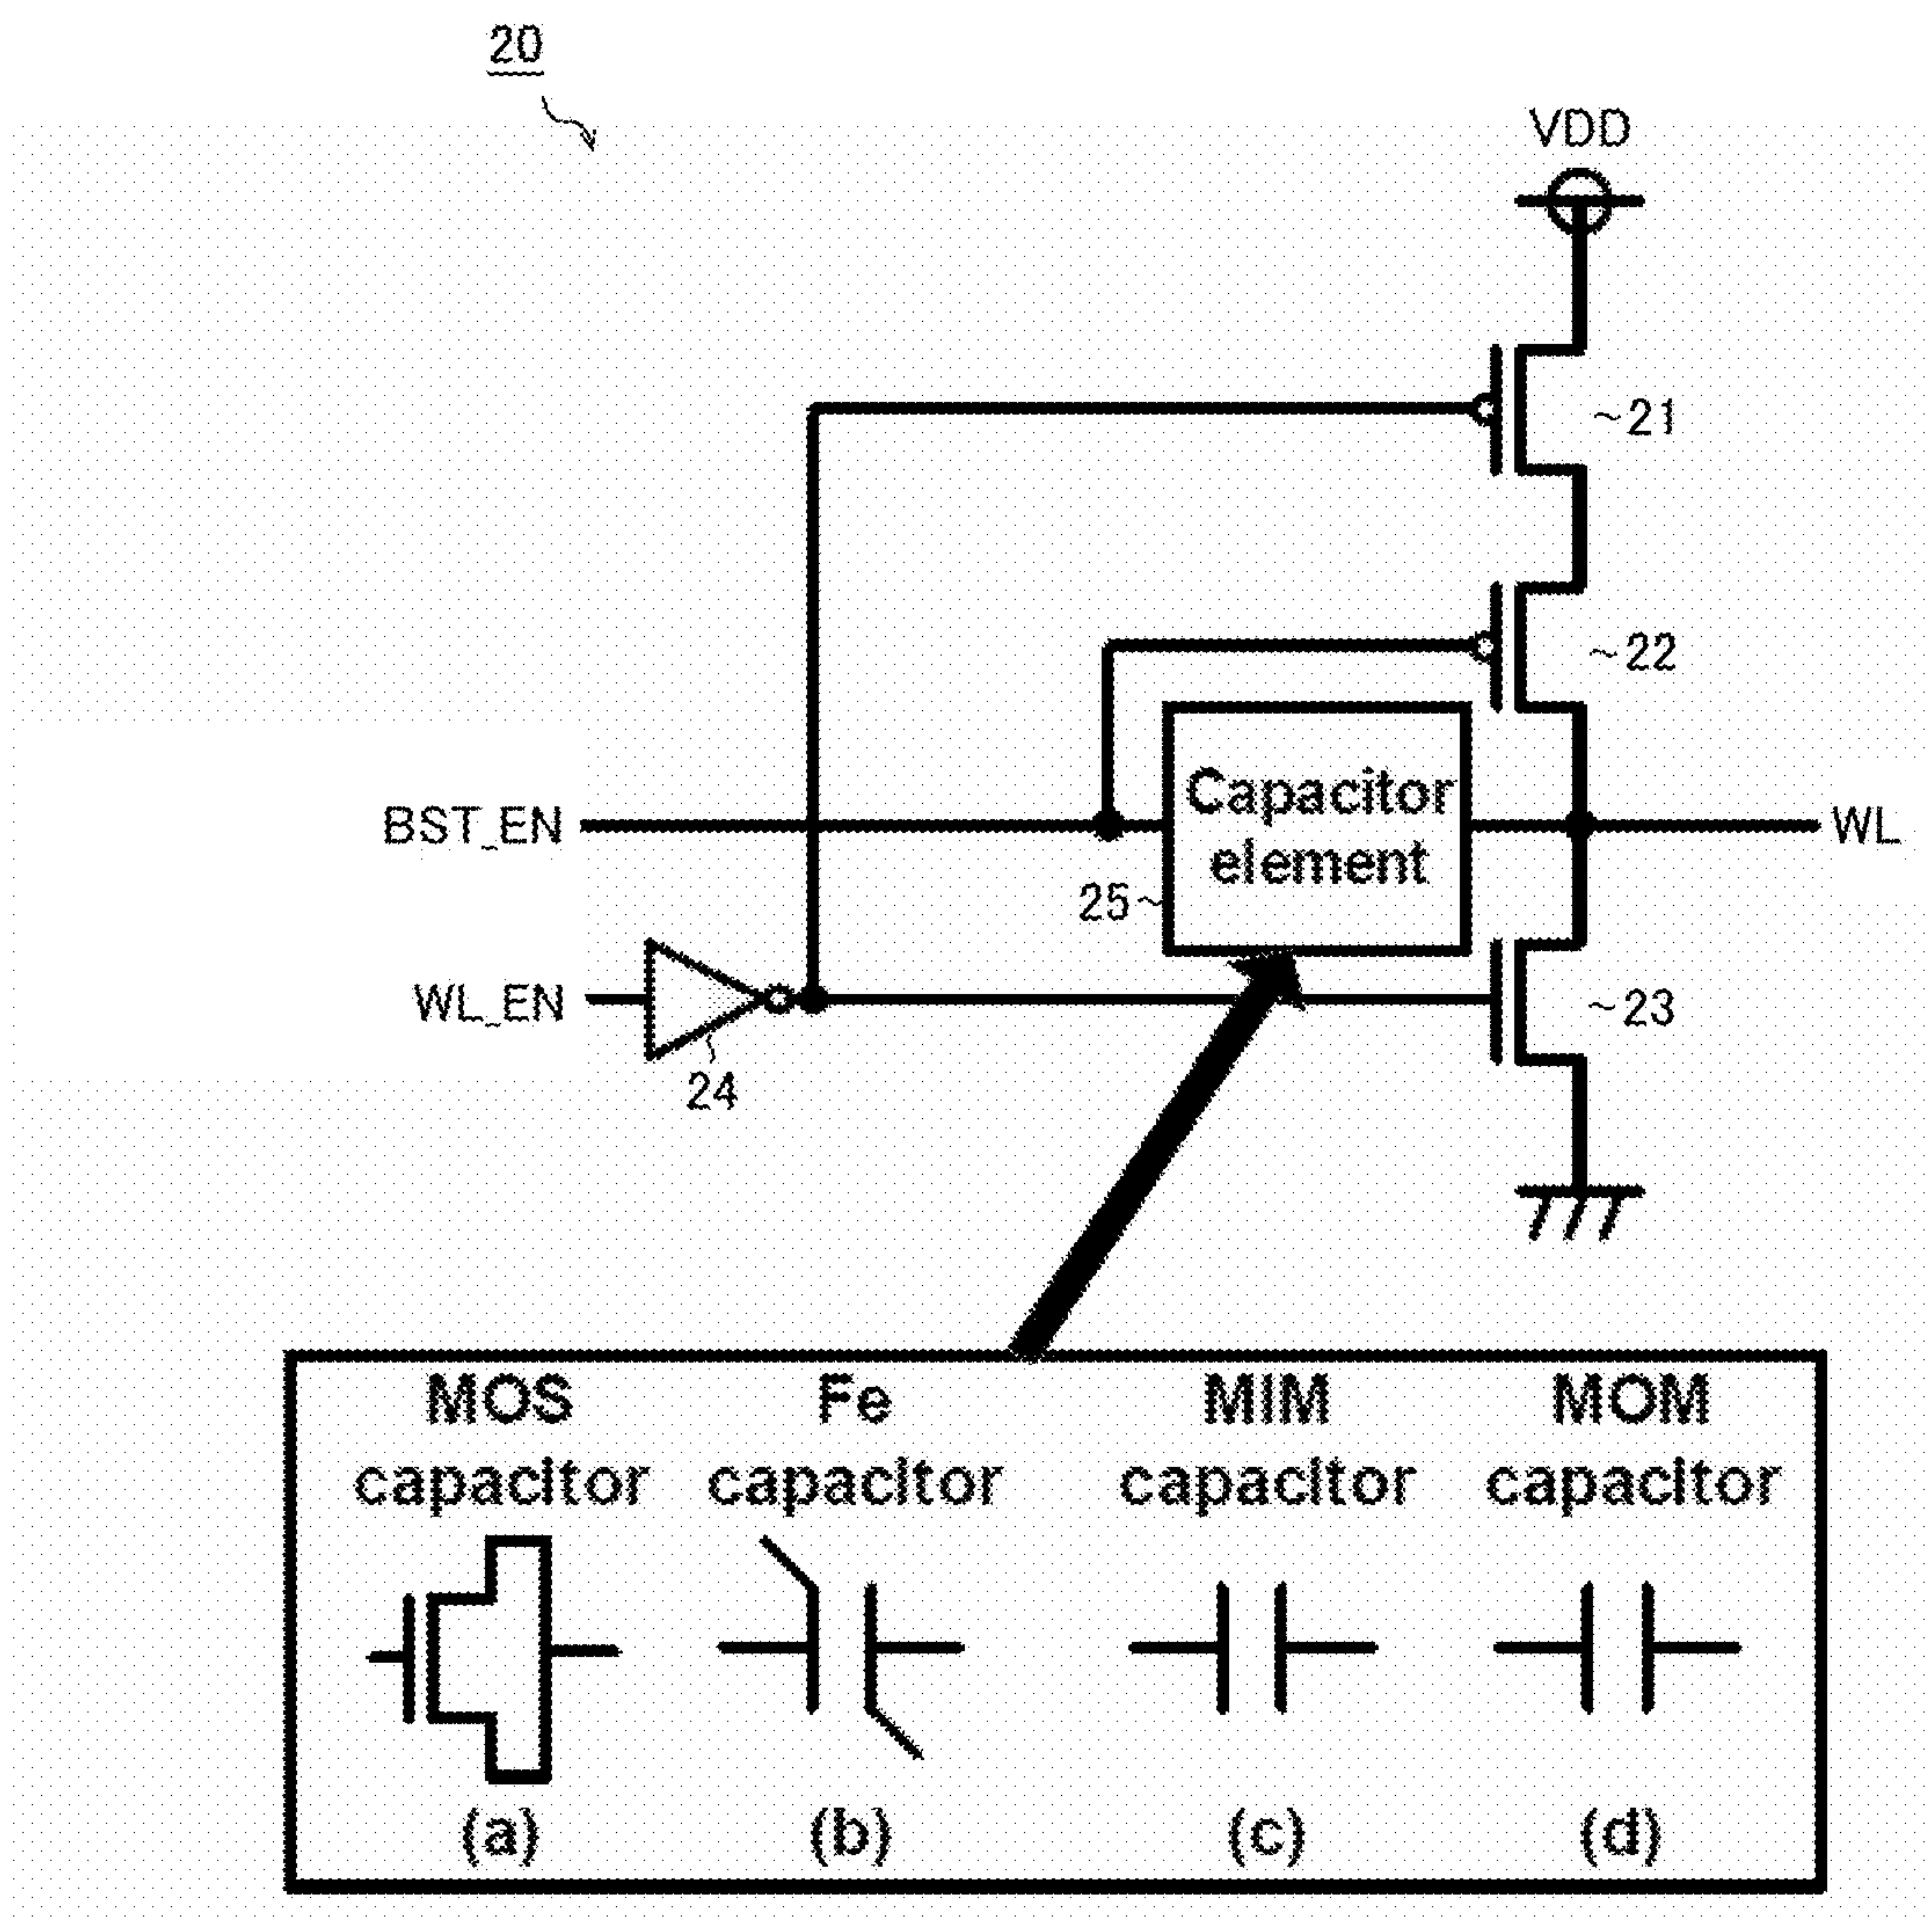 20
VDD
~21
~22
Capacitor
element
BST_EN
WL
25~
WL_EN
~23
24
MOS
capacitor
Fe
capacitor
MIM
capacitor
MOM
capacitor
(a)
(b)
(c)
(d)